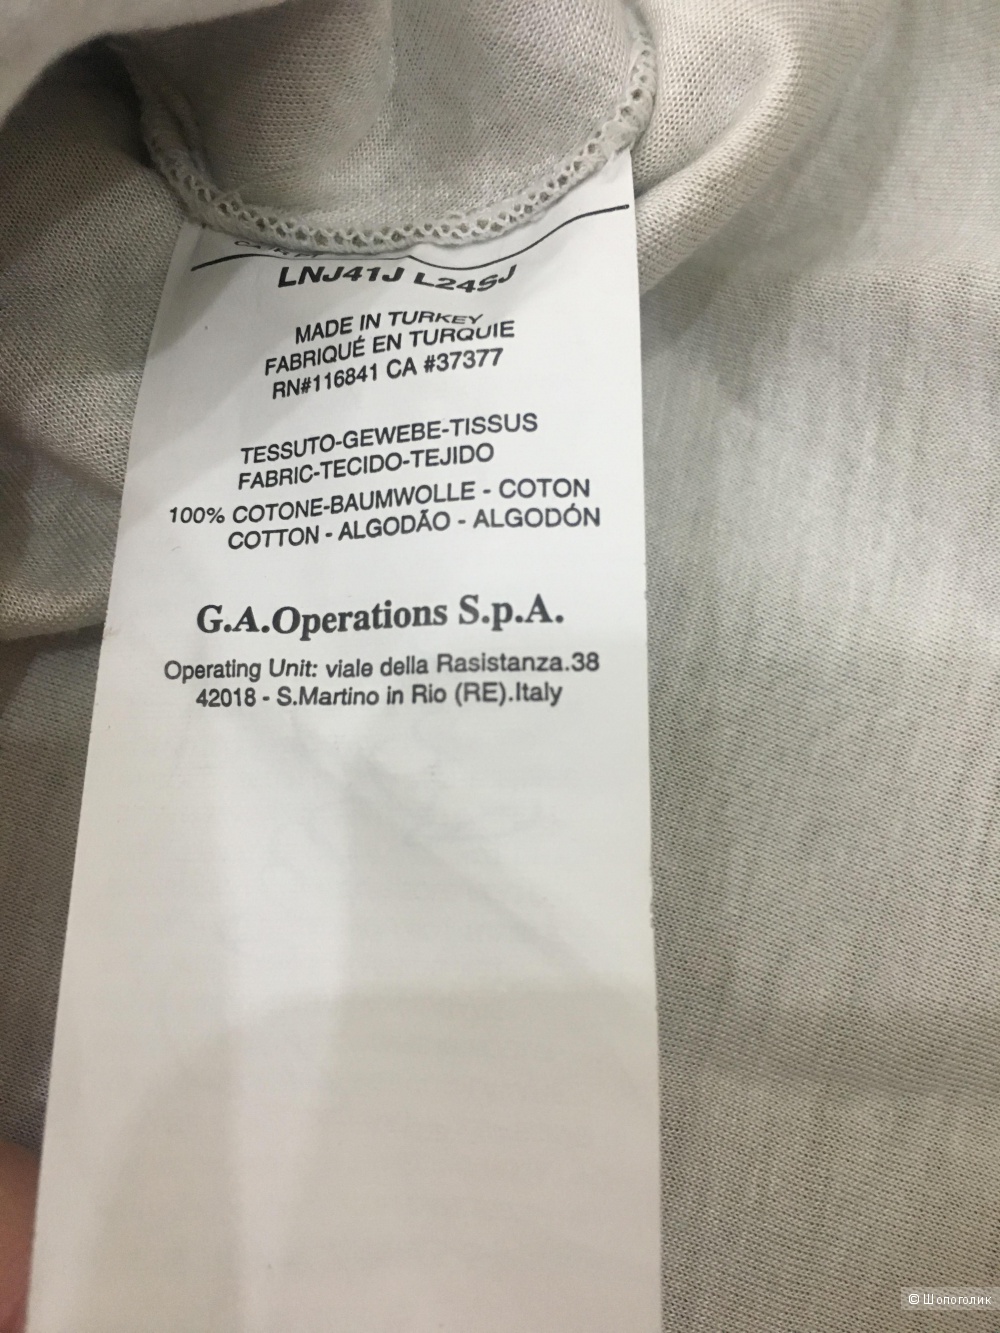 LNJ41J L24SJ
MADE IN TURKEY
FABRIQUÉ EN TURQUIE
RN#116841 CA #37377
TESSUTO-GEWEBE-TISSUS
FABRIC-TECIDO-TEJIDO
100% COTONE-BAUMWOLLE - COTON
COTTON - ALGODÃO - ALGODÓN
G.A.Operations S.p.A.
Operating Unit: viale della Rasistanza.38
42018 - S.Martino in Rio (RE).Italy
© Шопоголик